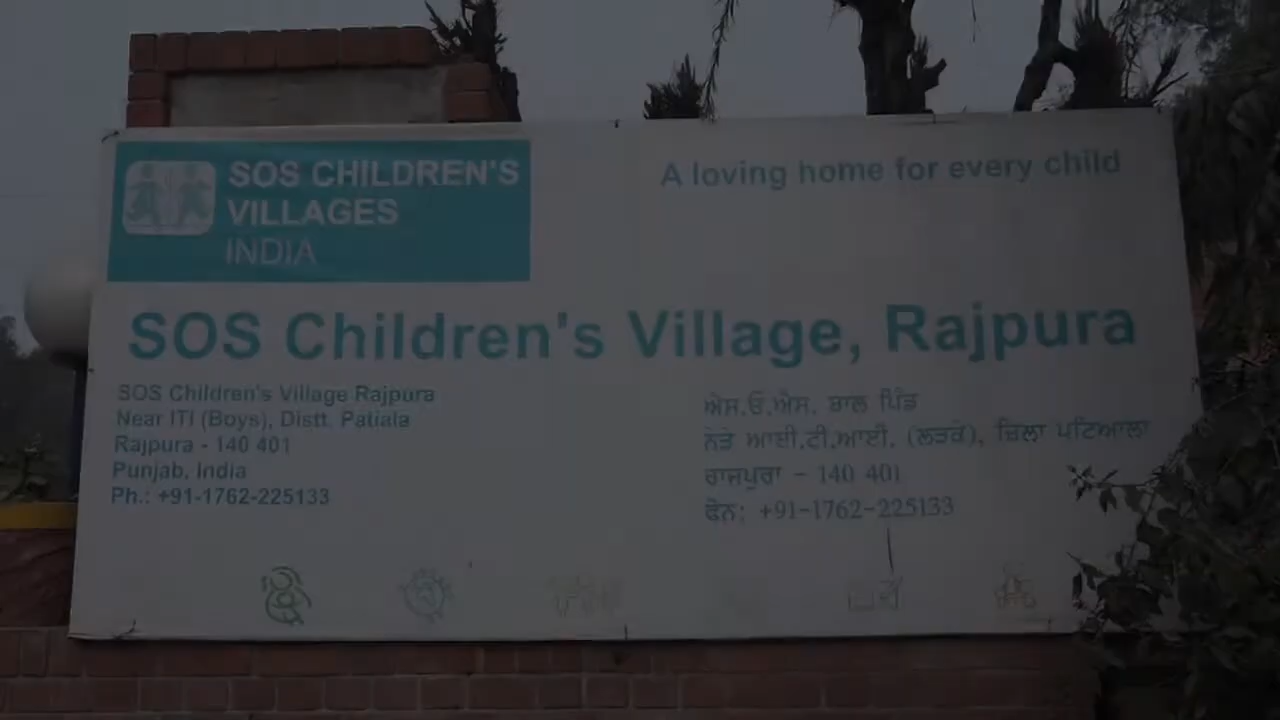 SOS CHILDREN'S
VILLAGES
INDIA
A loving home for every child
SOS Children's Village, Rajpura
SOS Children's Village Rajpura
Near ITI (Boys), Distt. Patiala
Rajpura - 140 401
Punjab, India
Ph.: +91-1762-225133
ਐਸ.ਓ.ਐਸ. ਬਾਲ ਪਿੰਡ
ਨੇੜੇ ਆਈ.ਟੀ.ਆਈ. (ਲੜਕੇ), ਜ਼ਿਲਾ ਪਟਿਆਲਾ
ਰਾਜਪੁਰਾ - 140 401
ਫੋਨ: +91-1762-225133